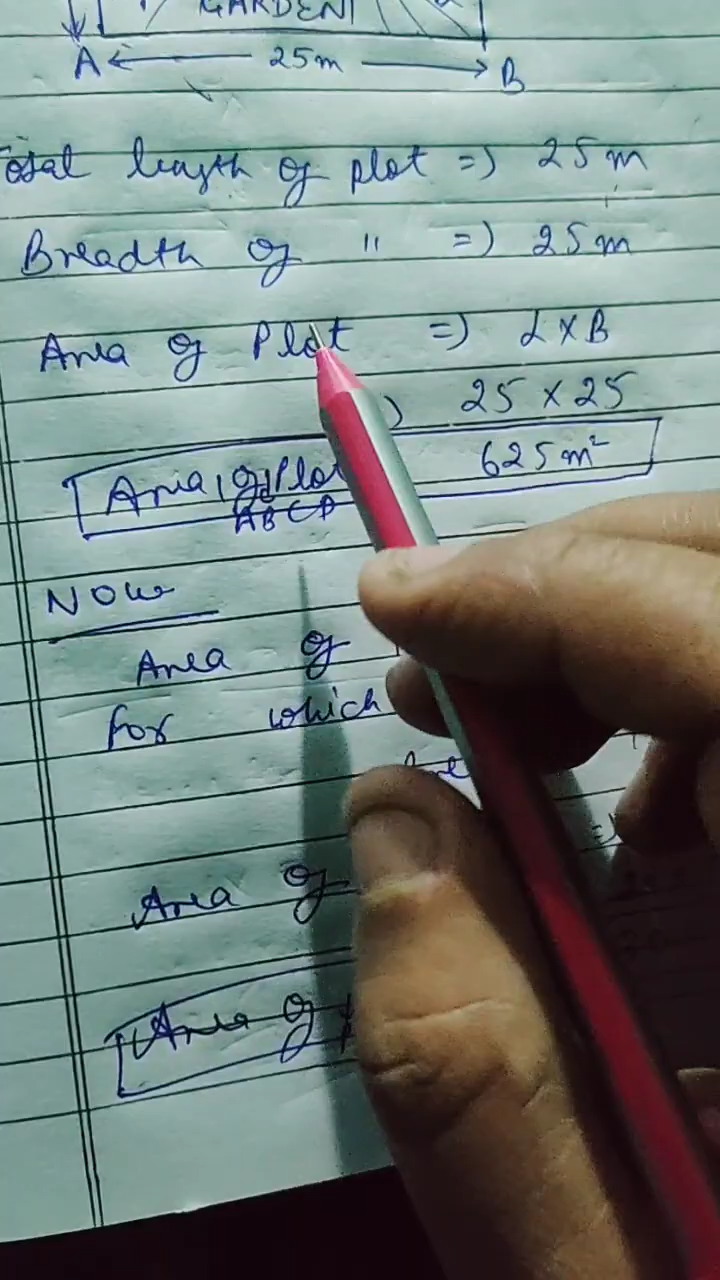 GARDEN
A 25m B
Total length of plot => 25m
Breadth of " => 25m
Area of Plot => L×B
25 × 25
Area of Plot 625m²
ABCD
Now
Area of
for which
Area of
Area of